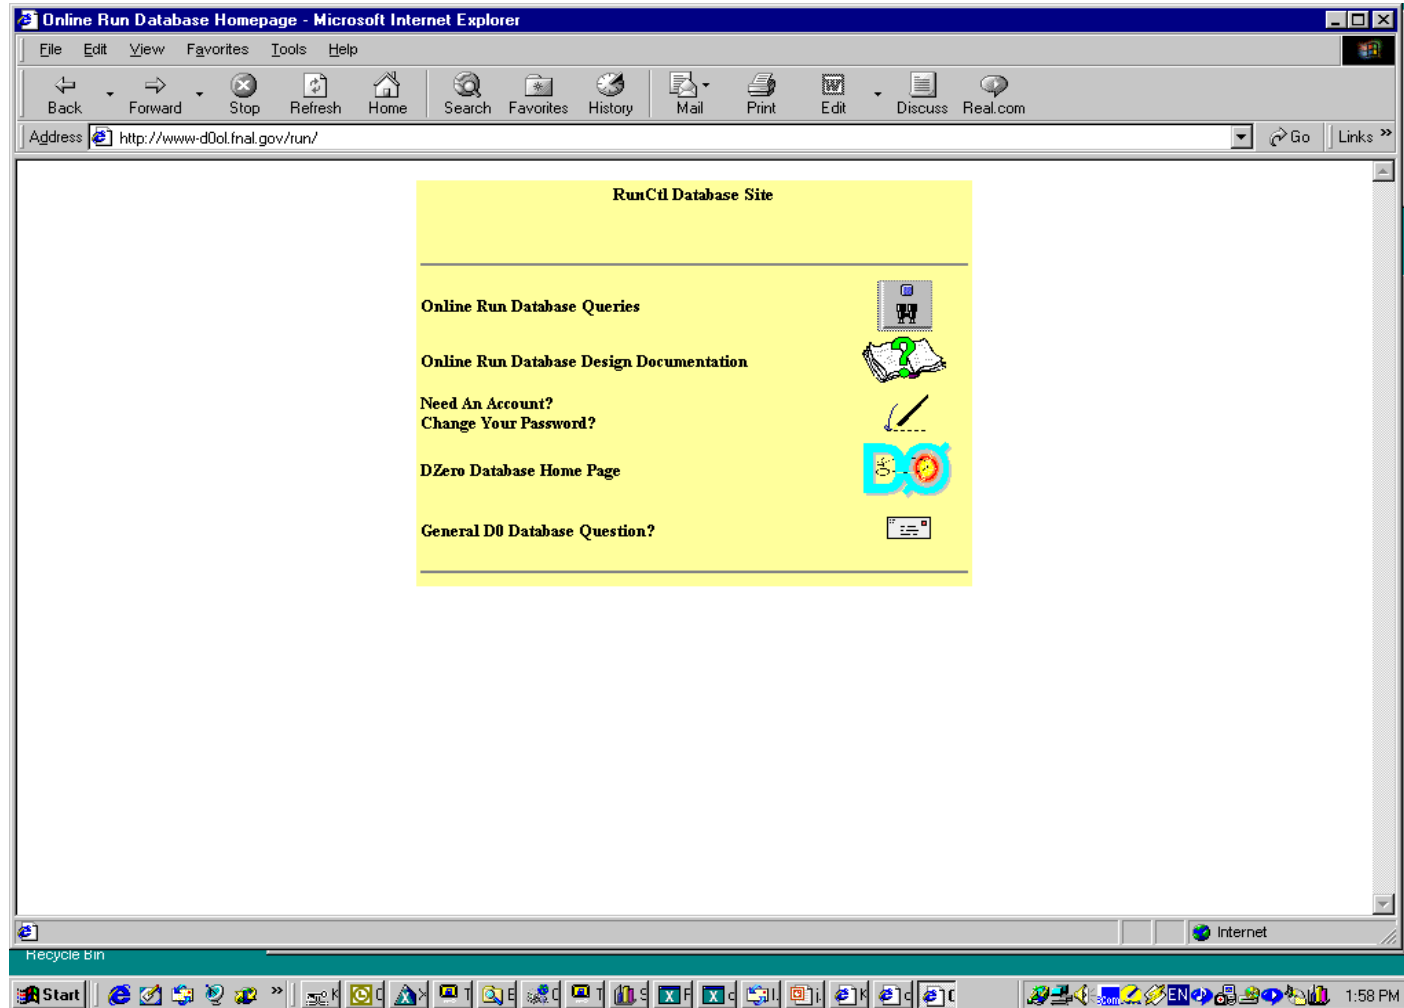 Online Run Database Homepage - Microsoft Internet Explorer
File Edit View Favorites Tools Help
Back Forward Stop Refresh Home Search Favorites History Mail Print Edit Discuss Real.com
Address http://www-d0ol.fnal.gov/run/ Go Links »
RunCtl Database Site
Online Run Database Queries
Online Run Database Design Documentation
Need An Account?
Change Your Password?
DZero Database Home Page
DØ
General D0 Database Question?
Internet
Recycle Bin
Start » EN 1:58 PM